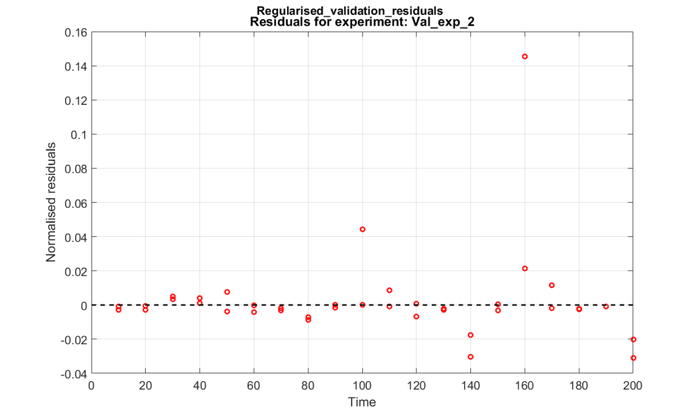 Regularised_validation_residuals
Residuals for experiment: Val_exp_2
0.16
0.14
0.12
0.1
0.08
0.06
0.04
0.02
0
-0.02
-0.04
Normalised residuals
0 20 40 60 80 100 120 140 160 180 200
Time